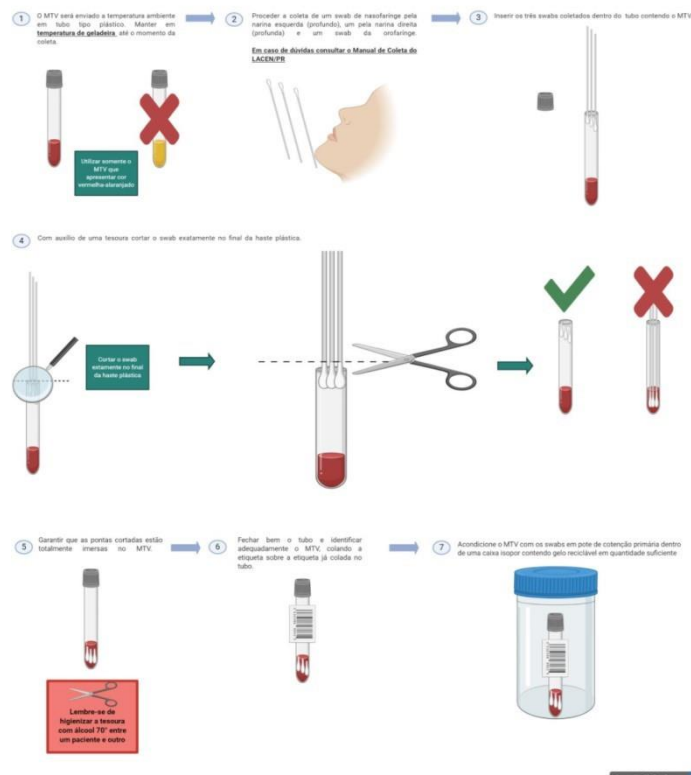 1
O MTV será enviado a temperatura ambiente
em tubo tipo plástico. Manter em
temperatura de geladeira até o momento da
coleta.
Utilizar somente o
MTV que
apresentar cor
vermelha-alaranjado
2
Proceder a coleta de um swab de nasofaringe pela
narina esquerda (profundo), um pela narina direita
(profunda) e um swab da orofaringe.
Em caso de dúvidas consultar o Manual de Coleta do
LACEN/PR
3
Inserir os três swabs coletados dentro do tubo contendo o MTV
4
Com auxílio de uma tesoura cortar o swab exatamente no final da haste plástica.
Cortar o swab
extamente no final
da haste plástica
5
Garantir que as pontas cortadas estão
totalmente imersas no MTV.
Lembre-se de
higienizar a tesoura
com álcool 70° entre
um paciente e outro
6
Fechar bem o tubo e identificar
adequadamente o MTV, colando a
etiqueta sobre a etiqueta já colada no
tubo.
7
Acondicione o MTV com os swabs em pote de cotenção primária dentro
de uma caixa isopor contendo gelo reciclável em quantidade suficiente